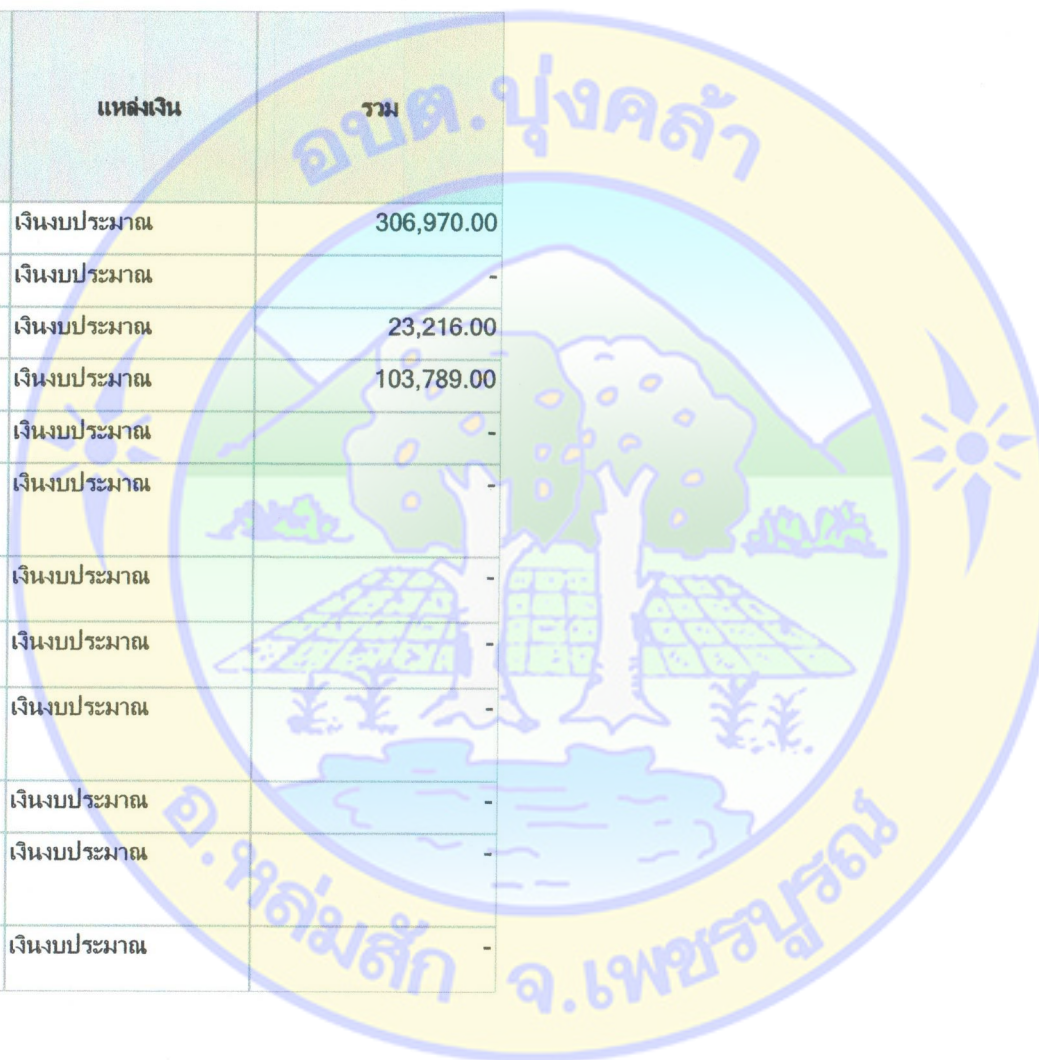 แหล่งเงิน รวม
อบต.บุ่งคล้า
เงินงบประมาณ 306,970.00
เงินงบประมาณ -
เงินงบประมาณ 23,216.00
เงินงบประมาณ 103,789.00
เงินงบประมาณ -
เงินงบประมาณ -
เงินงบประมาณ -
เงินงบประมาณ -
เงินงบประมาณ -
เงินงบประมาณ -
เงินงบประมาณ -
เงินงบประมาณ -
อ.หล่มสัก จ.เพชรบูรณ์